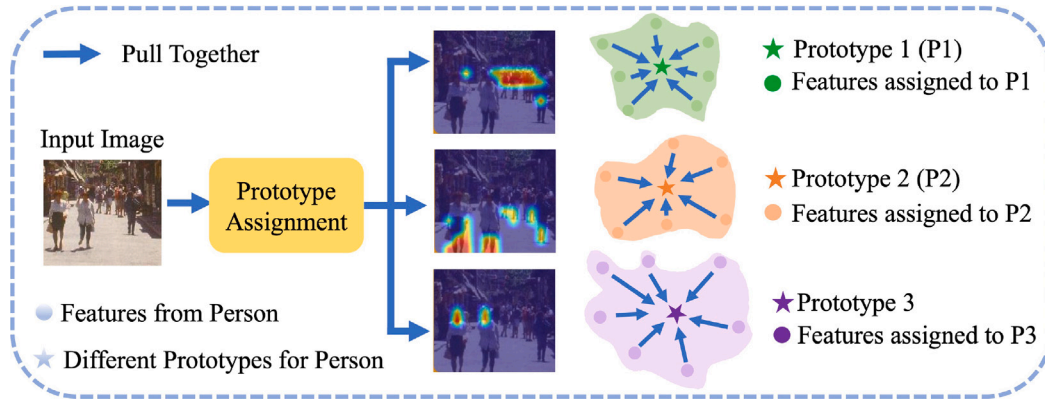 Pull Together
Input Image
Prototype
Assignment
Features from Person
Different Prototypes for Person
Prototype 1 (P1)
Features assigned to P1
Prototype 2 (P2)
Features assigned to P2
Prototype 3
Features assigned to P3